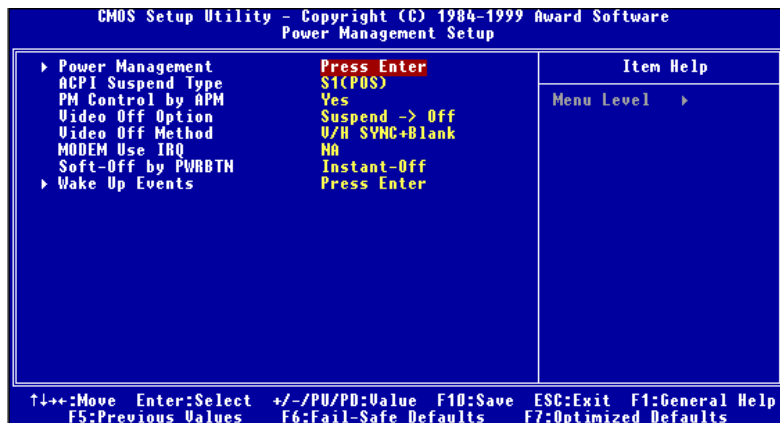 CMOS Setup Utility - Copyright (C) 1984-1999 Award Software
Power Management Setup
▶ Power Management Press Enter
ACPI Suspend Type S1(POS)
PM Control by APM Yes
Video Off Option Suspend -> Off
Video Off Method V/H SYNC+Blank
MODEM Use IRQ NA
Soft-Off by PWRBTN Instant-Off
▶ Wake Up Events Press Enter
Item Help
Menu Level ▶
↑↓→←:Move Enter:Select +/-/PU/PD:Value F10:Save ESC:Exit F1:General Help
F5:Previous Values F6:Fail-Safe Defaults F7:Optimized Defaults